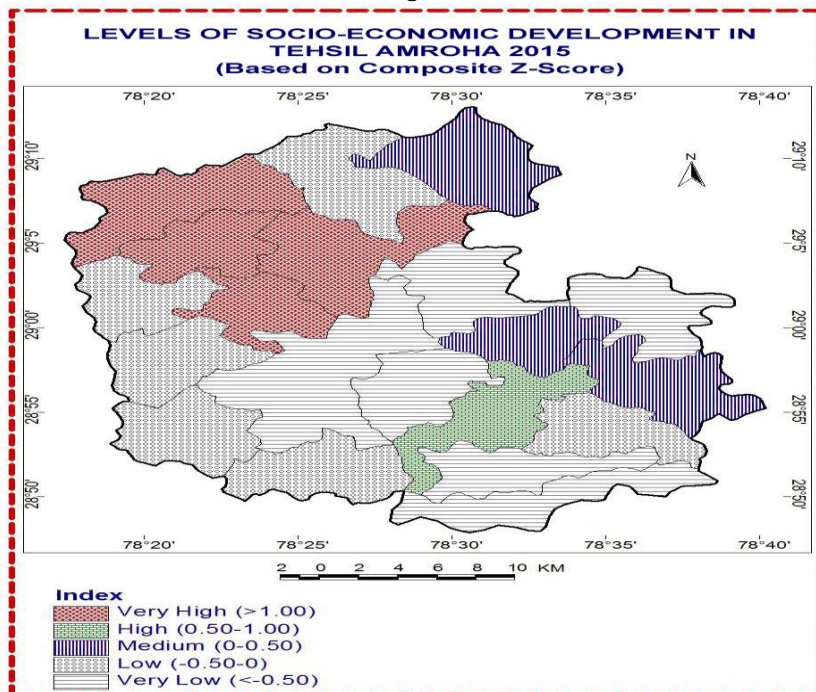 LEVELS OF SOCIO-ECONOMIC DEVELOPMENT IN
TEHSIL AMROHA 2015
(Based on Composite Z-Score)
78°20' 78°25' 78°30' 78°35' 78°40'
29°10' 29°10'
N
29°5' 29°5'
29°00' 29°00'
28°55' 28°55'
28°50' 28°50'
78°20' 78°25' 78°30' 78°35' 78°40'
2 0 2 4 6 8 10 KM
Index
Very High (>1.00)
High (0.50-1.00)
Medium (0-0.50)
Low (-0.50-0)
Very Low (<-0.50)